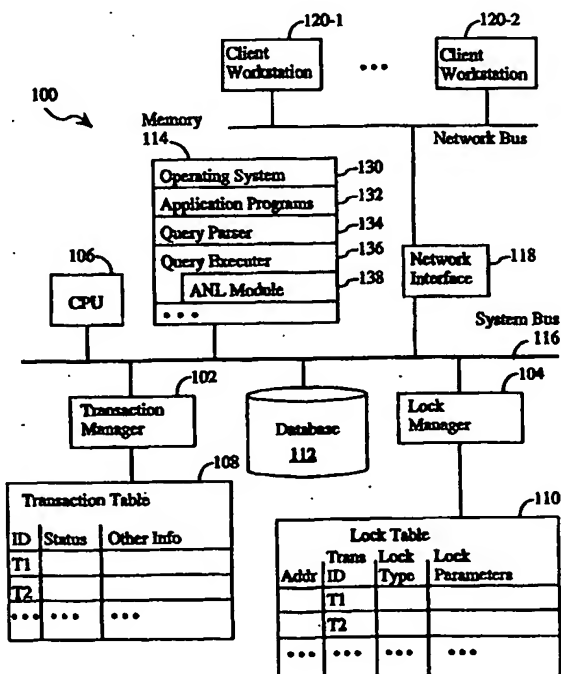 120-1
120-2
Client Workstation
• • •
Client Workstation
100
Network Bus
Memory
114
Operating System
130
Application Programs
132
Query Parser
134
Query Executer
136
ANL Module
138
• • •
106
CPU
Network Interface
118
System Bus
116
102
Transaction Manager
Database
112
104
Lock Manager
108
Transaction Table
ID Status Other Info
T1
T2
• • • • • • • • •
110
Lock Table
Addr Trans ID Lock Type Lock Parameters
T1
T2
• • • • • • • • • • • •